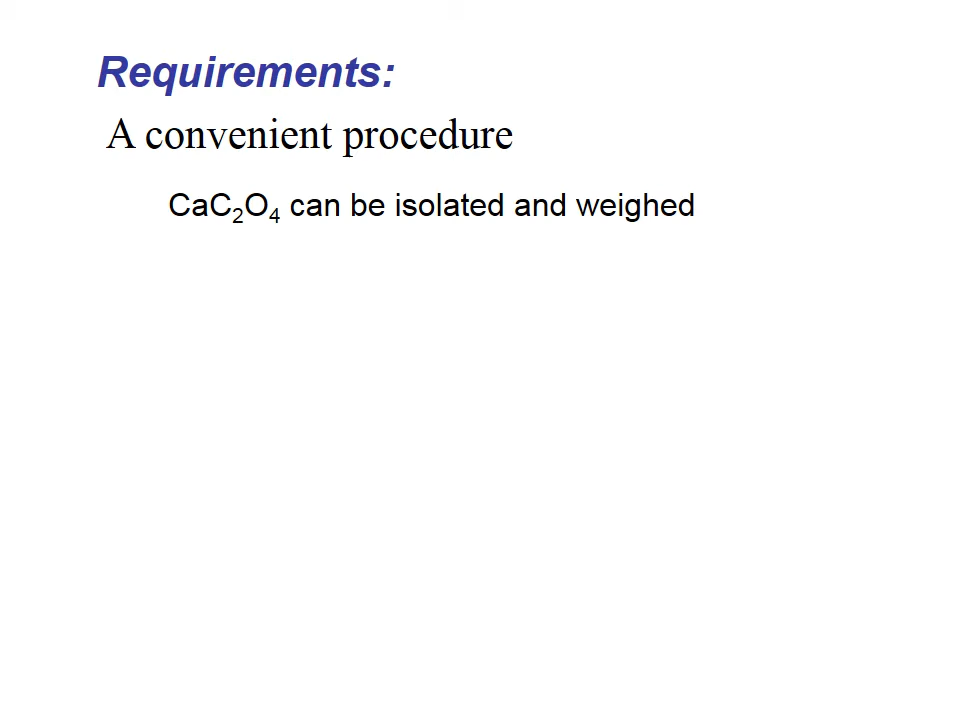 Requirements:
A convenient procedure
CaC₂O₄ can be isolated and weighed